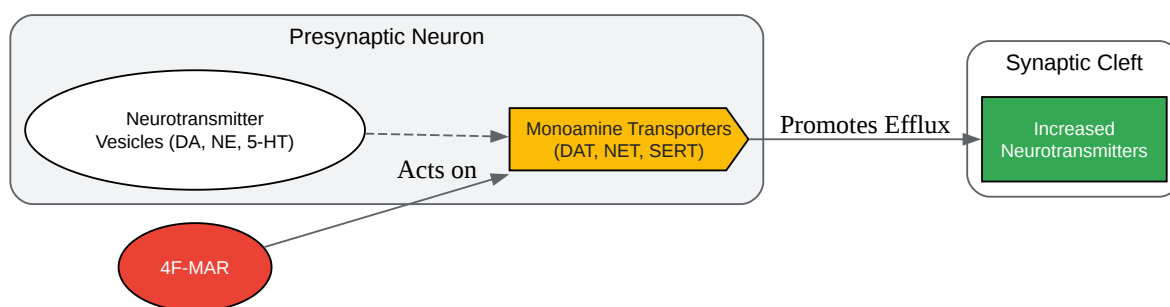 Presynaptic Neuron
Neurotransmitter
Vesicles (DA, NE, 5-HT)
Monoamine Transporters
(DAT, NET, SERT)
Acts on
4F-MAR
Promotes Efflux
Synaptic Cleft
Increased
Neurotransmitters